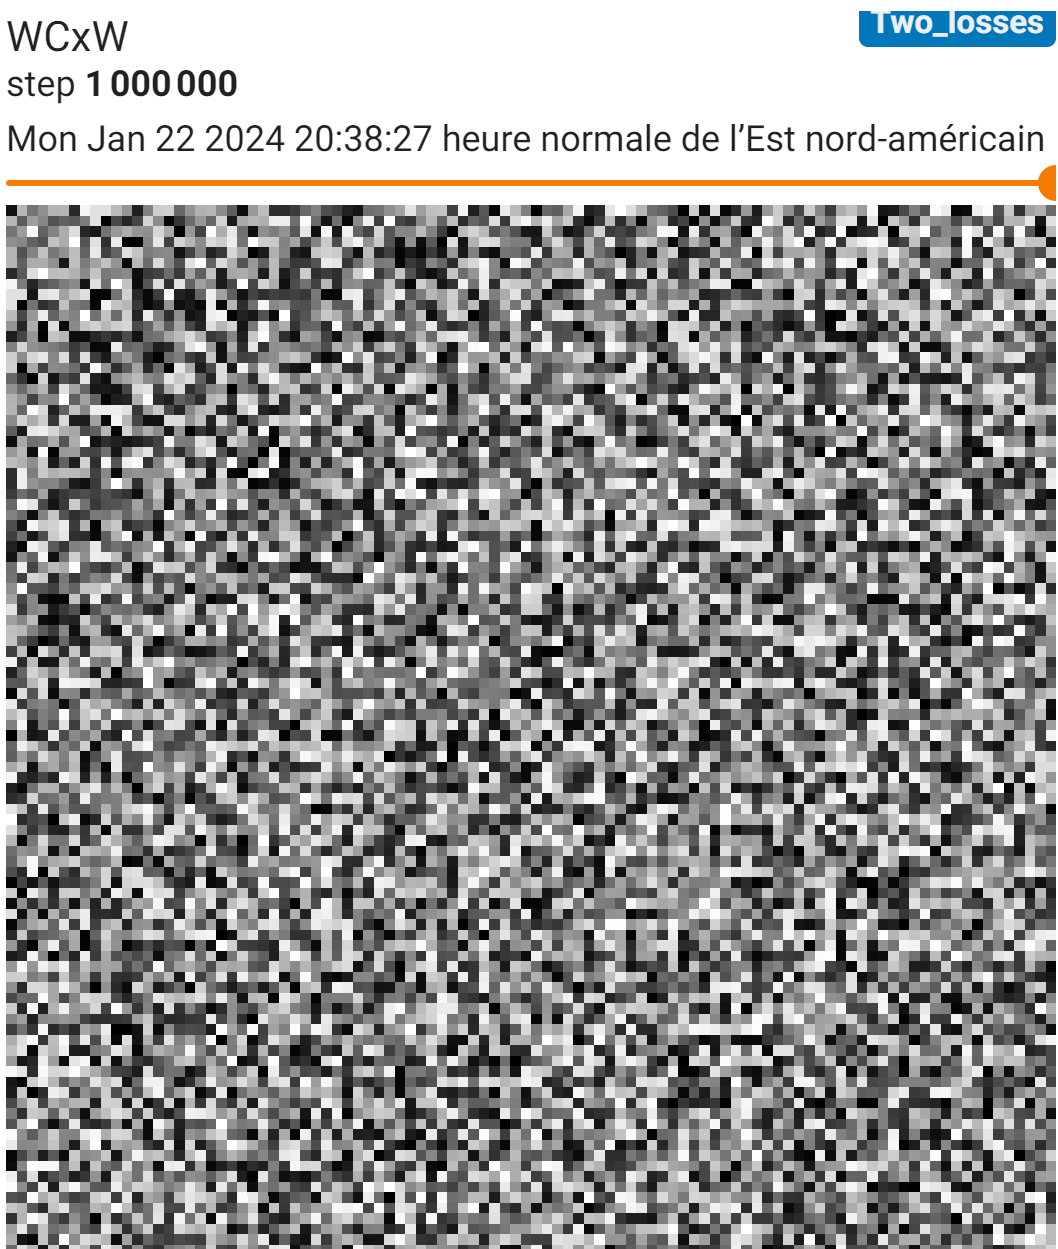 WCxW
Two_losses
step 1 000 000
Mon Jan 22 2024 20:38:27 heure normale de l’Est nord-américain